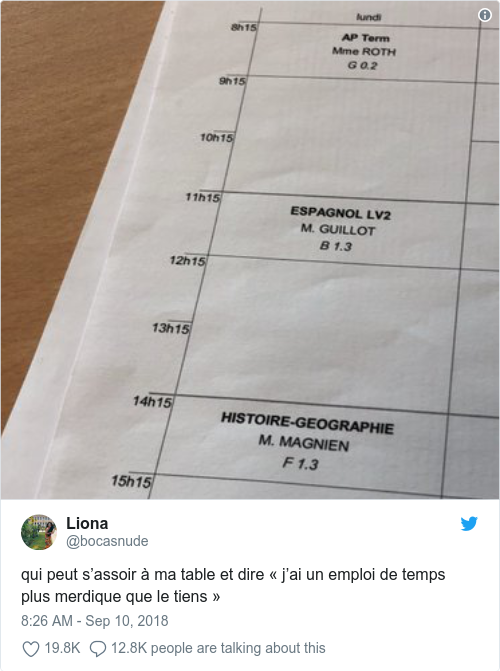 lundi
8h15
AP Term
Mme ROTH
G 0.2
9h15
10h15
11h15
ESPAGNOL LV2
M. GUILLOT
B 1.3
12h15
13h15
14h15
HISTOIRE-GEOGRAPHIE
M. MAGNIEN
F 1.3
15h15
Liona
@bocasnude
qui peut s’assoir à ma table et dire « j’ai un emploi de temps
plus merdique que le tiens »
8:26 AM - Sep 10, 2018
19.8K 12.8K people are talking about this